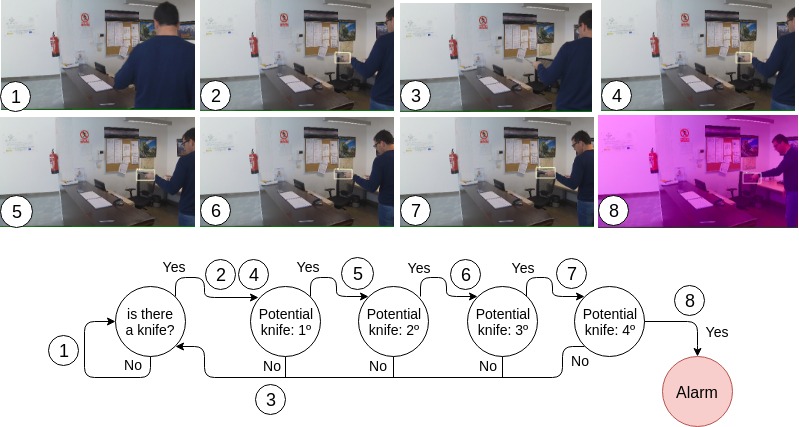 1
2
3
4
5
6
7
8
Yes
2
4
Yes
5
Yes
6
Yes
7
8
is there
a knife?
Potential
knife: 1º
Potential
knife: 2º
Potential
knife: 3º
Potential
knife: 4º
Yes
1
No
No
No
No
No
3
Alarm